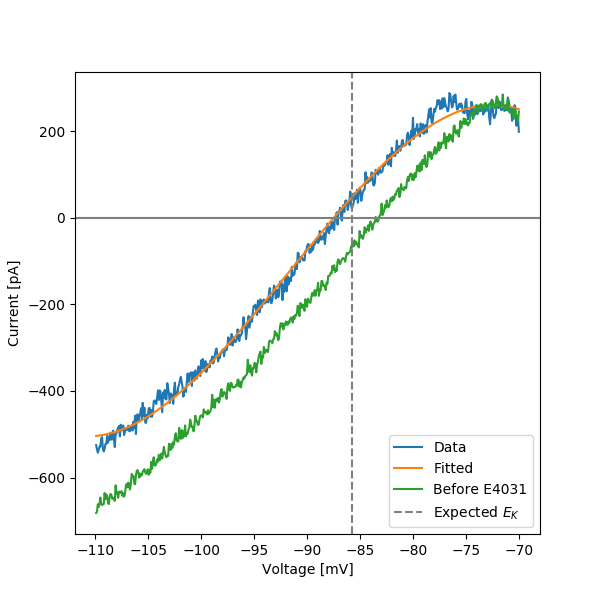 Current [pA]
200
0
−200
−400
−600
−110
−105
−100
−95
−90
−85
−80
−75
−70
Voltage [mV]
Data
Fitted
Before E4031
Expected E_K